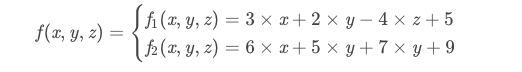 f(x, y, z) = { f₁(x, y, z) = 3 × x + 2 × y − 4 × z + 5
f₂(x, y, z) = 6 × x + 5 × y + 7 × y + 9